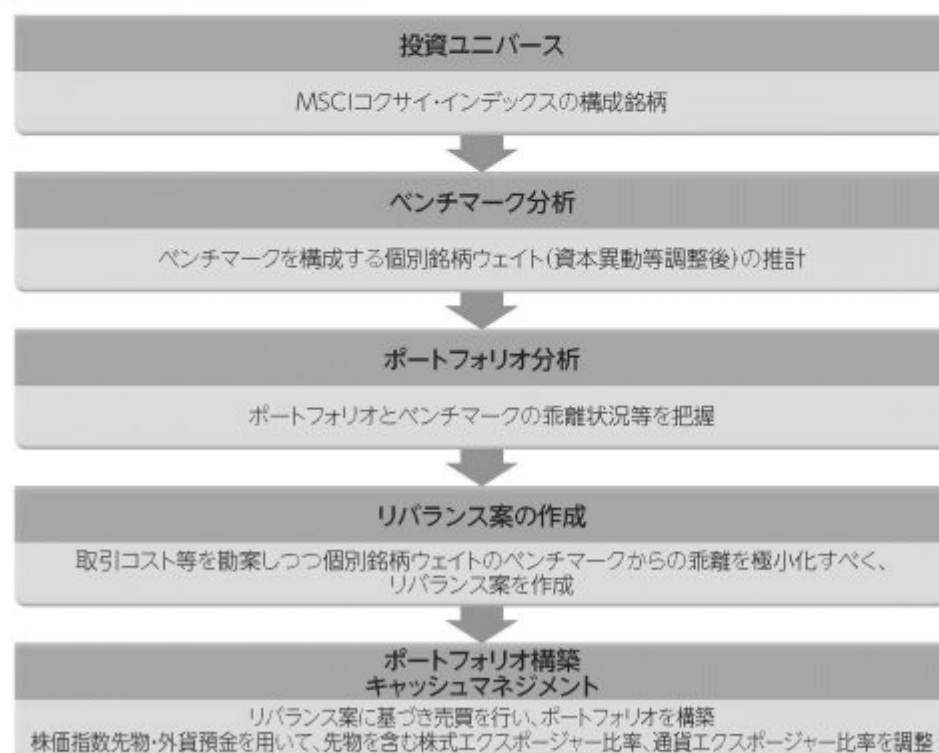 投資ユニバース
MSCIコクサイ・インデックスの構成銘柄
ベンチマーク分析
ベンチマークを構成する個別銘柄ウェイト(資本異動等調整後)の推計
ポートフォリオ分析
ポートフォリオとベンチマークの乖離状況等を把握
リバランス案の作成
取引コスト等を勘案しつつ個別銘柄ウェイトのベンチマークからの乖離を極小化すべく、
リバランス案を作成
ポートフォリオ構築
キャッシュマネジメント
リバランス案に基づき売買を行い、ポートフォリオを構築
株価指数先物・外貨預金を用いて、先物を含む株式エクスポージャー比率、通貨エクスポージャー比率を調整